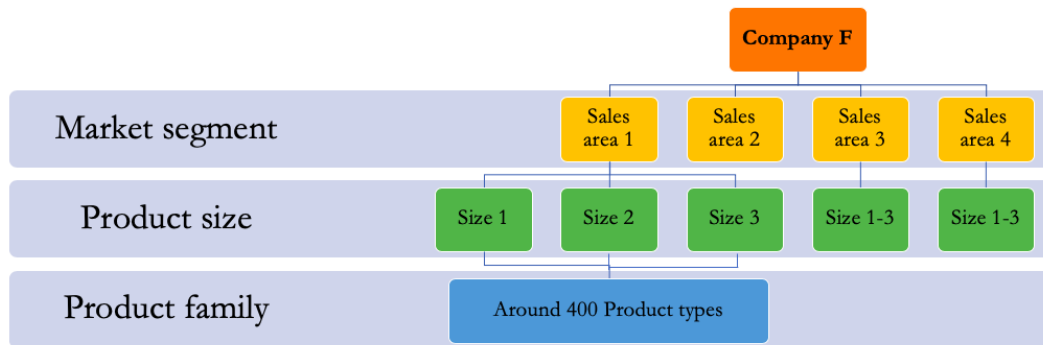 Company F
Market segment
Sales
area 1
Sales
area 2
Sales
area 3
Sales
area 4
Product size
Size 1
Size 2
Size 3
Size 1-3
Size 1-3
Product family
Around 400 Product types